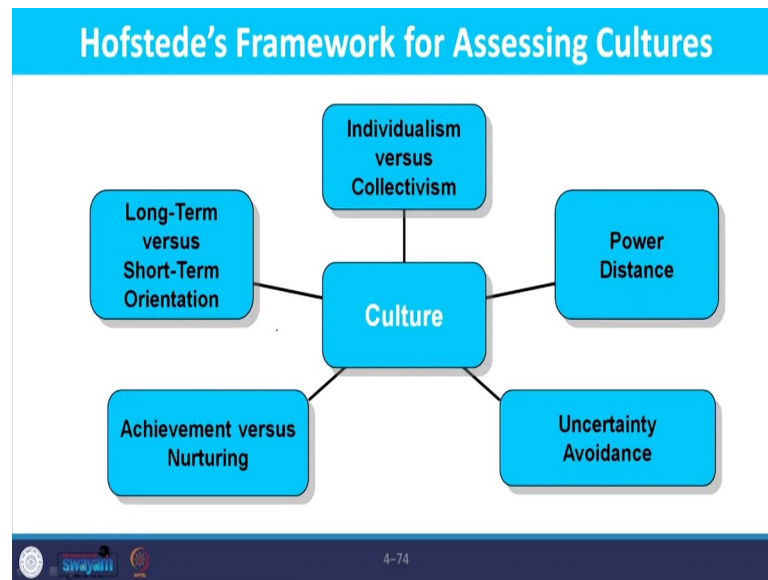 Hofstede's Framework for Assessing Cultures
Individualism
versus
Collectivism
Long-Term
versus
Short-Term
Orientation
Power
Distance
Culture
Achievement versus
Nurturing
Uncertainty
Avoidance
swayam
4–74